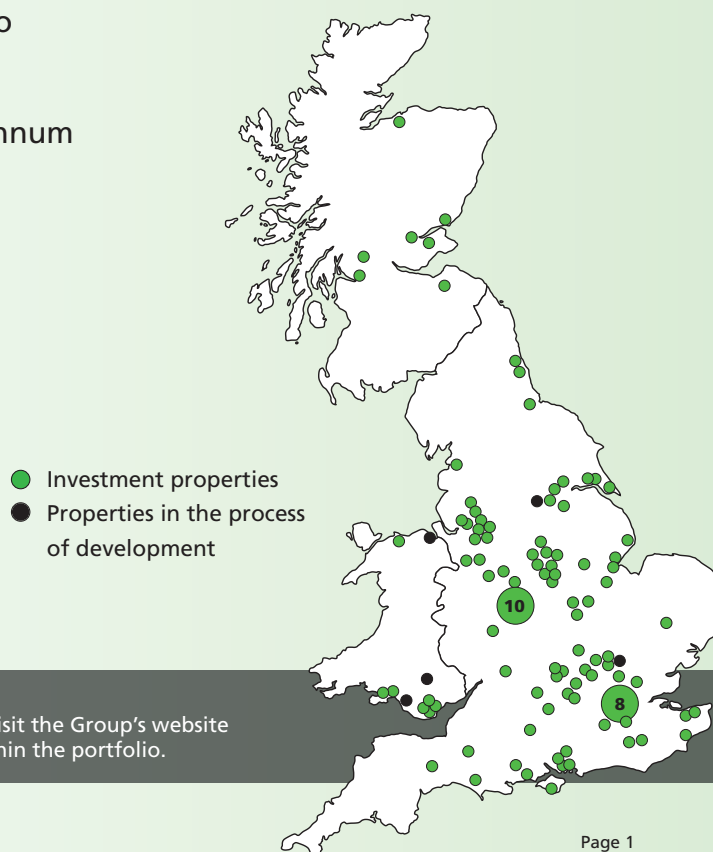 o
nnum
Investment properties
Properties in the process
of development
10
8
isit the Group's website
hin the portfolio.
Page 1